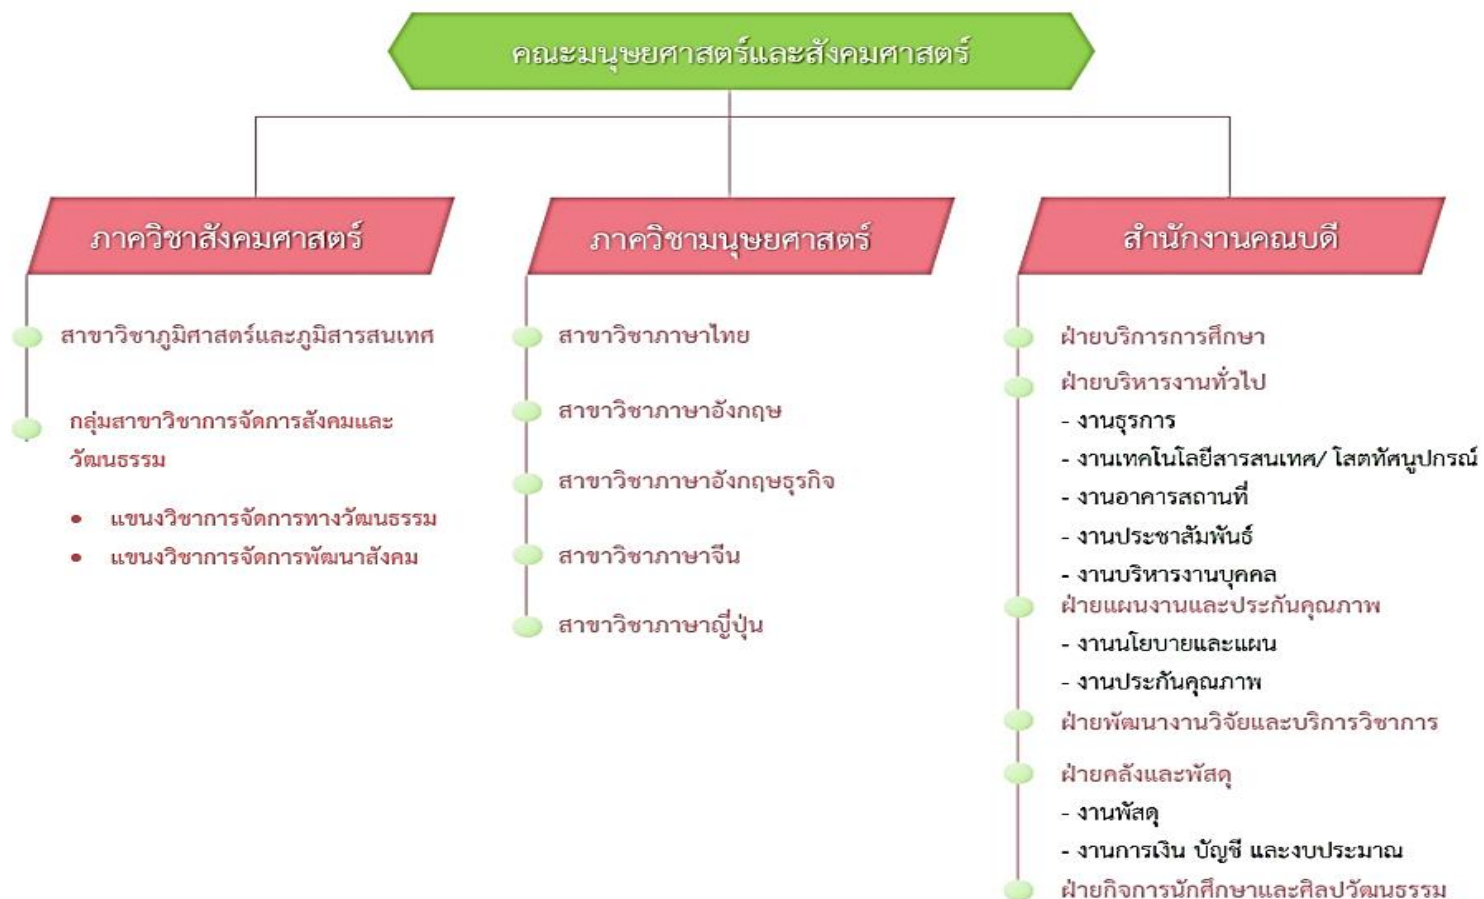 คณะมนุษยศาสตร์และสังคมศาสตร์
ภาควิชาสังคมศาสตร์
สาขาวิชาภูมิศาสตร์และภูมิสารสนเทศ
กลุ่มสาขาวิชาการจัดการสังคมและ
วัฒนธรรม
• แขนงวิชาการจัดการทางวัฒนธรรม
• แขนงวิชาการจัดการพัฒนาสังคม
ภาควิชามนุษยศาสตร์
สาขาวิชาภาษาไทย
สาขาวิชาภาษาอังกฤษ
สาขาวิชาภาษาอังกฤษธุรกิจ
สาขาวิชาภาษาจีน
สาขาวิชาภาษาญี่ปุ่น
สำนักงานคณบดี
ฝ่ายบริการการศึกษา
ฝ่ายบริหารงานทั่วไป
- งานธุรการ
- งานเทคโนโลยีสารสนเทศ/ โสตทัศนูปกรณ์
- งานอาคารสถานที่
- งานประชาสัมพันธ์
- งานบริหารงานบุคคล
ฝ่ายแผนงานและประกันคุณภาพ
- งานนโยบายและแผน
- งานประกันคุณภาพ
ฝ่ายพัฒนางานวิจัยและบริการวิชาการ
ฝ่ายคลังและพัสดุ
- งานพัสดุ
- งานการเงิน บัญชี และงบประมาณ
ฝ่ายกิจการนักศึกษาและศิลปวัฒนธรรม